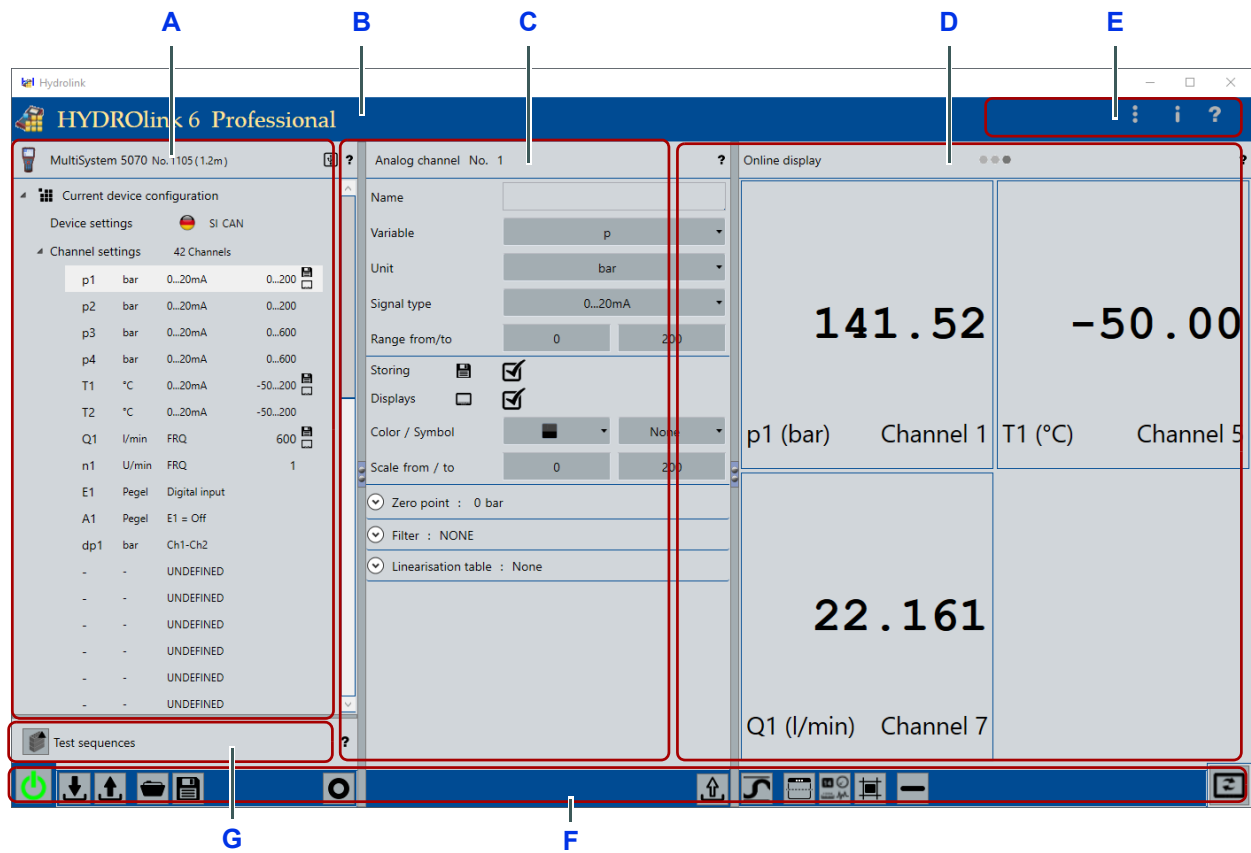 A B C D E
Hydrolink
HYDROlink 6 Professional
MultiSystem 5070 No. 1105 (1.2m) ?
Current device configuration
Device settings SI CAN
Channel settings 42 Channels
p1 bar 0...20mA 0...200
p2 bar 0...20mA 0...200
p3 bar 0...20mA 0...600
p4 bar 0...20mA 0...600
T1 °C 0...20mA -50...200
T2 °C 0...20mA -50...200
Q1 l/min FRQ 600
n1 U/min FRQ 1
E1 Pegel Digital input
A1 Pegel E1 = Off
dp1 bar Ch1-Ch2
- - UNDEFINED
- - UNDEFINED
- - UNDEFINED
- - UNDEFINED
- - UNDEFINED
- - UNDEFINED
Test sequences ?
Analog channel No. 1 ?
Name
Variable p
Unit bar
Signal type 0...20mA
Range from/to 0 200
Storing
Displays
Color / Symbol None
Scale from / to 0 200
Zero point : 0 bar
Filter : NONE
Linearisation table : None
i ?
Online display ?
141.52
p1 (bar) Channel 1
-50.00
T1 (°C) Channel 5
22.161
Q1 (l/min) Channel 7
G F